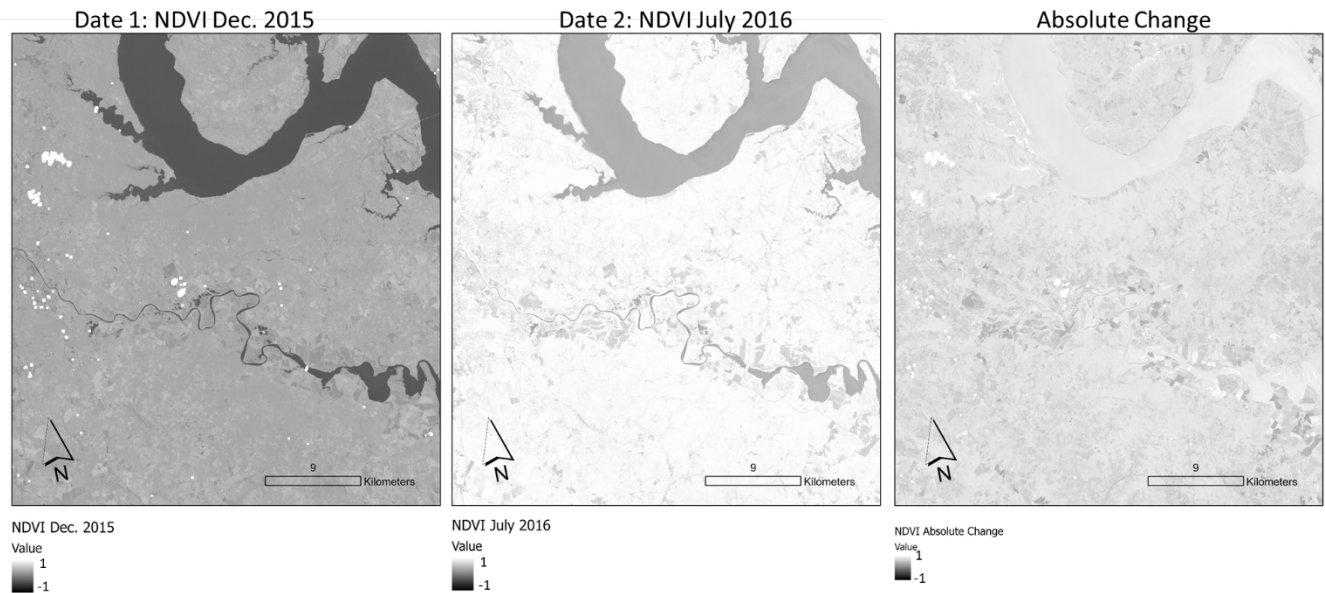 Date 1: NDVI Dec. 2015
Date 2: NDVI July 2016
Absolute Change
N
9
Kilometers
N
9
Kilometers
N
9
Kilometers
NDVI Dec. 2015
Value
1
-1
NDVI July 2016
Value
1
-1
NDVI Absolute Change
Value
1
-1